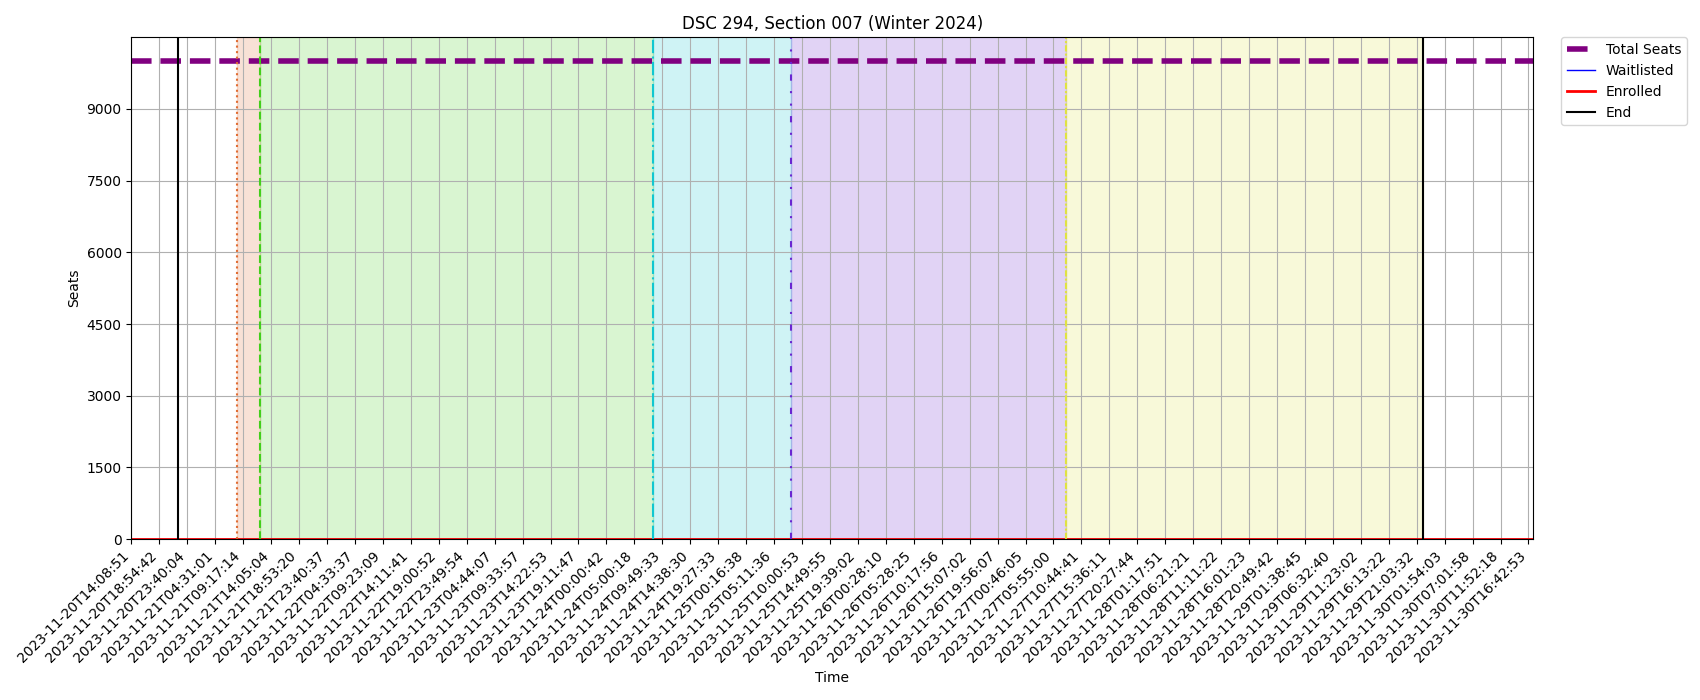 DSC 294, Section 007 (Winter 2024)
Total Seats
Waitlisted
Enrolled
End
Seats
9000
7500
6000
4500
3000
1500
0
2023-11-20T14:08:51
2023-11-20T18:54:42
2023-11-20T23:40:04
2023-11-21T04:31:01
2023-11-21T09:17:14
2023-11-21T14:05:04
2023-11-21T18:53:20
2023-11-21T23:40:37
2023-11-22T04:33:37
2023-11-22T09:23:09
2023-11-22T14:11:41
2023-11-22T19:00:52
2023-11-22T23:49:54
2023-11-23T04:44:07
2023-11-23T09:33:57
2023-11-23T14:22:53
2023-11-23T19:11:47
2023-11-24T00:00:42
2023-11-24T05:00:18
2023-11-24T09:49:33
2023-11-24T14:38:30
2023-11-24T19:27:33
2023-11-25T00:16:38
2023-11-25T05:11:36
2023-11-25T10:00:53
2023-11-25T14:49:55
2023-11-25T19:39:02
2023-11-26T00:28:10
2023-11-26T05:28:25
2023-11-26T10:17:56
2023-11-26T15:07:02
2023-11-26T19:56:07
2023-11-27T00:46:05
2023-11-27T05:55:00
2023-11-27T10:44:41
2023-11-27T15:36:11
2023-11-27T20:27:44
2023-11-28T01:17:51
2023-11-28T06:21:21
2023-11-28T11:11:22
2023-11-28T16:01:23
2023-11-28T20:49:42
2023-11-29T01:38:45
2023-11-29T06:32:40
2023-11-29T11:23:02
2023-11-29T16:13:22
2023-11-29T21:03:32
2023-11-30T01:54:03
2023-11-30T07:01:58
2023-11-30T11:52:18
2023-11-30T16:42:53
Time